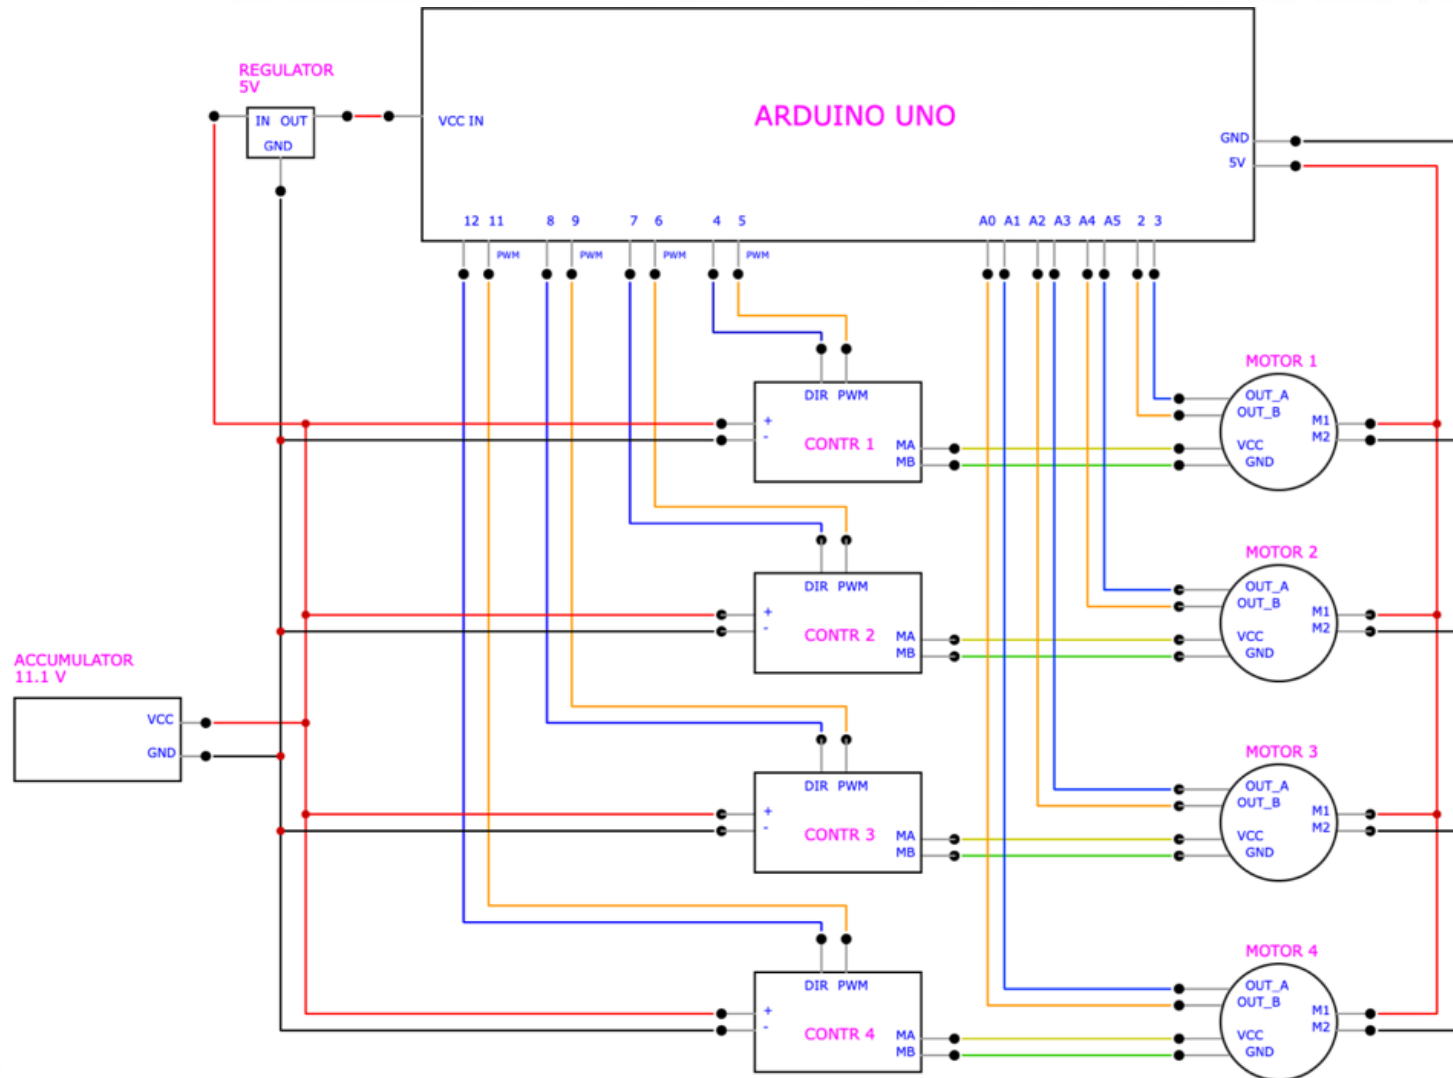 REGULATOR
5V
IN OUT
GND
VCC IN
ARDUINO UNO
GND
5V
12 11 8 9 7 6 4 5 A0 A1 A2 A3 A4 A5 2 3
PWM PWM PWM PWM
DIR PWM
+
-
CONTR 1
MA
MB
MOTOR 1
OUT_A
OUT_B
VCC
GND
M1
M2
DIR PWM
+
-
CONTR 2
MA
MB
MOTOR 2
OUT_A
OUT_B
VCC
GND
M1
M2
ACCUMULATOR
11.1 V
VCC
GND
DIR PWM
+
-
CONTR 3
MA
MB
MOTOR 3
OUT_A
OUT_B
VCC
GND
M1
M2
DIR PWM
+
-
CONTR 4
MA
MB
MOTOR 4
OUT_A
OUT_B
VCC
GND
M1
M2